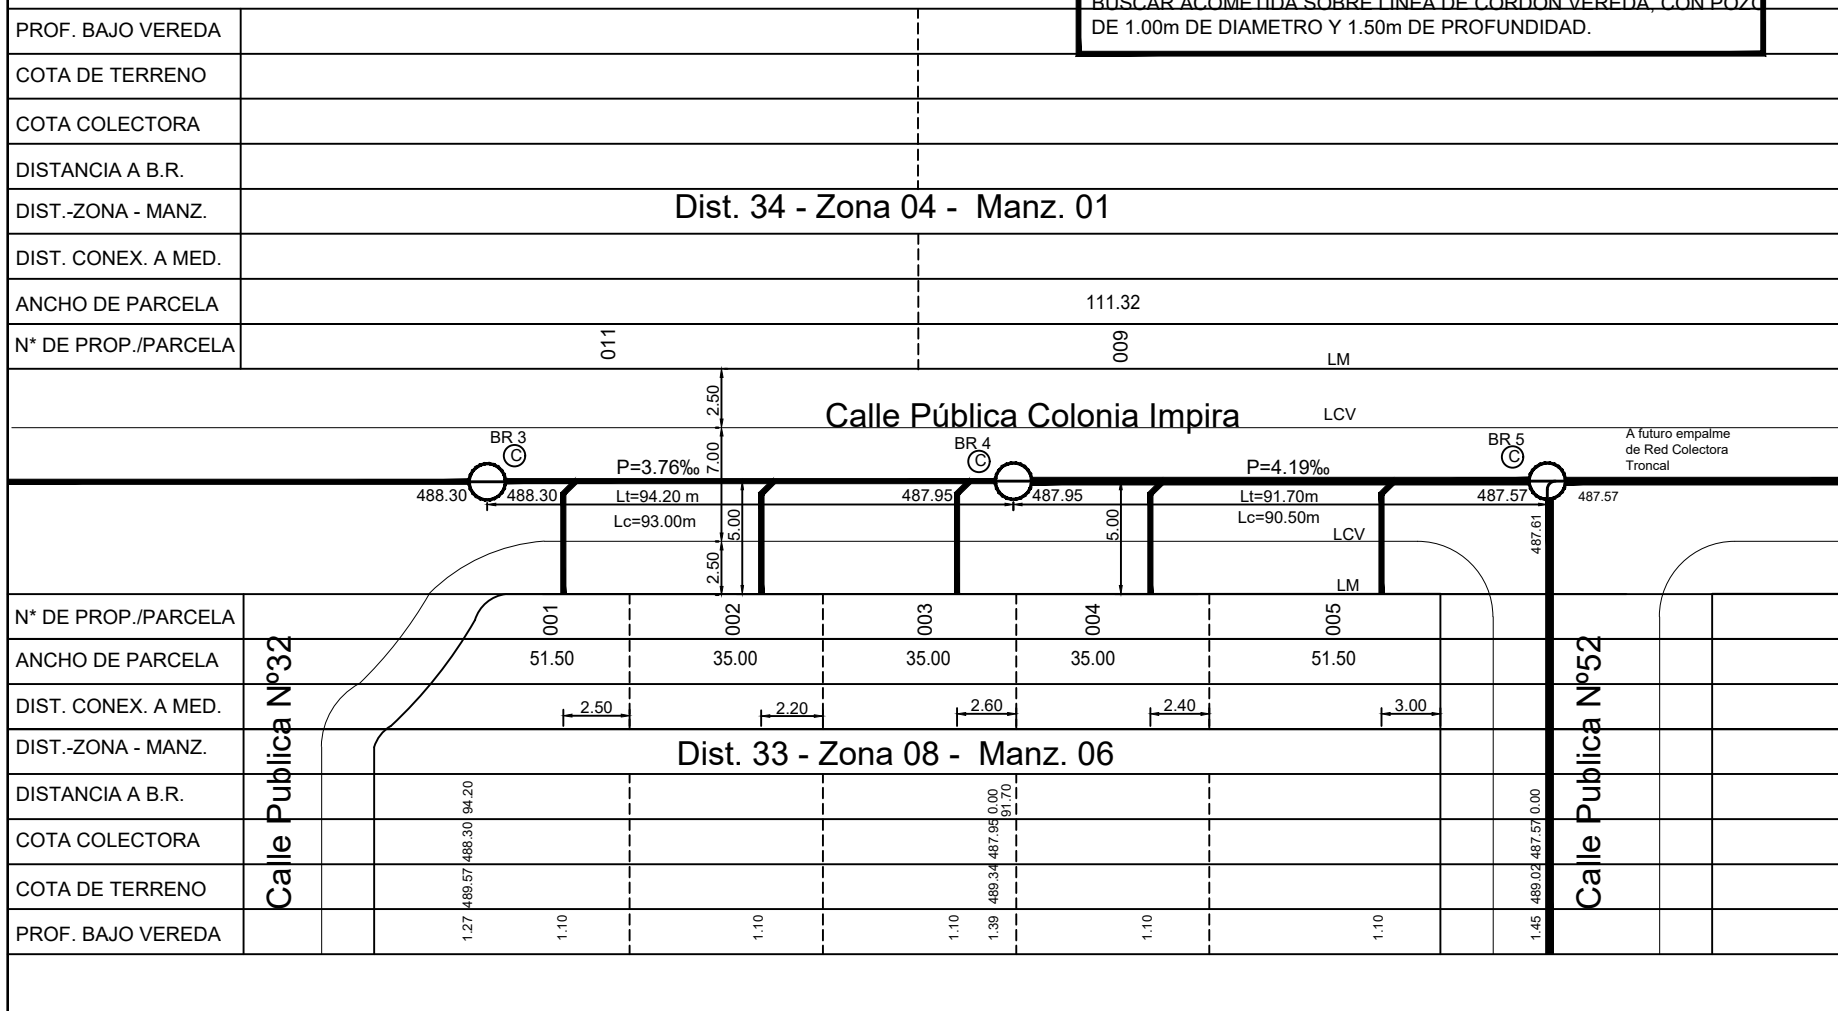 BUSCAR ACOMETIDA SOBRE LINEA DE CORDON VEREDA, CON POZO
DE 1.00m DE DIAMETRO Y 1.50m DE PROFUNDIDAD.
PROF. BAJO VEREDA
COTA DE TERRENO
COTA COLECTORA
DISTANCIA A B.R.
DIST.-ZONA - MANZ.
Dist. 34 - Zona 04 - Manz. 01
DIST. CONEX. A MED.
ANCHO DE PARCELA
111.32
N* DE PROP./PARCELA
011
009
LM
2.50
Calle Pública Colonia Impira
LCV
BR 3
C
P=3.76‰
7.00
BR 4
C
P=4.19‰
BR 5
C
A futuro empalme
de Red Colectora
Troncal
488.30
488.30
Lt=94.20 m
487.95
487.95
Lt=91.70m
487.57
487.57
Lc=93.00m
5.00
5.00
Lc=90.50m
487.61
LCV
2.50
LM
N* DE PROP./PARCELA
001
002
003
004
005
ANCHO DE PARCELA
51.50
35.00
35.00
35.00
51.50
DIST. CONEX. A MED.
2.50
2.20
2.60
2.40
3.00
DIST.-ZONA - MANZ.
Dist. 33 - Zona 08 - Manz. 06
Calle Publica Nº32
Calle Publica Nº52
DISTANCIA A B.R.
94.20
0.00
91.70
0.00
COTA COLECTORA
488.30
487.95
487.57
COTA DE TERRENO
489.57
489.34
489.02
PROF. BAJO VEREDA
1.27
1.10
1.10
1.10
1.39
1.10
1.10
1.45